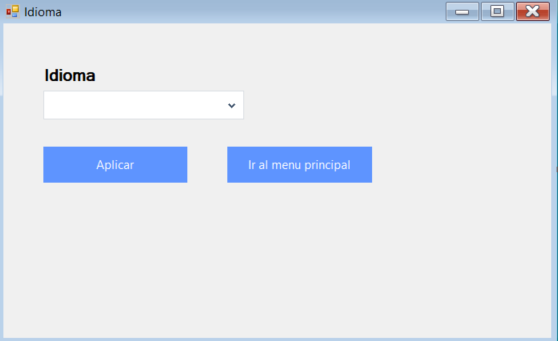 Idioma
Idioma
Aplicar
Ir al menu principal